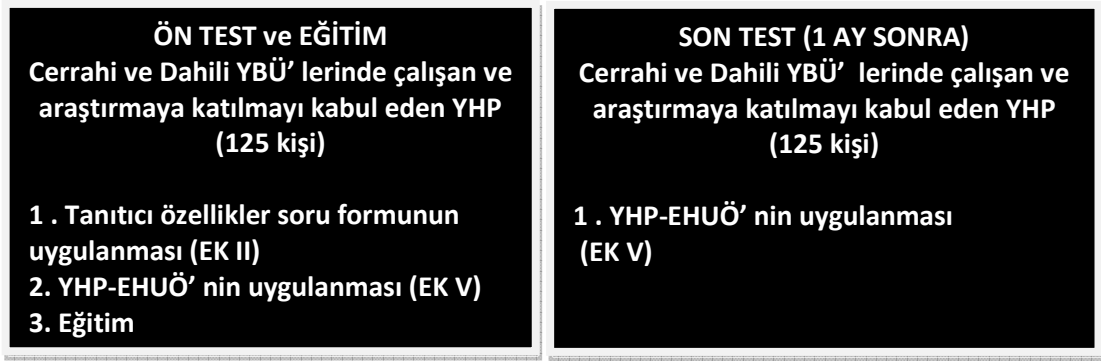 ÖN TEST ve EĞİTİM
Cerrahi ve Dahili YBÜ’ lerinde çalışan ve
araştırmaya katılmayı kabul eden YHP
(125 kişi)
1 . Tanıtıcı özellikler soru formunun
uygulanması (EK II)
2. YHP-EHUÖ’ nin uygulanması (EK V)
3. Eğitim
SON TEST (1 AY SONRA)
Cerrahi ve Dahili YBÜ’ lerinde çalışan ve
araştırmaya katılmayı kabul eden YHP
(125 kişi)
1 . YHP-EHUÖ’ nin uygulanması
(EK V)